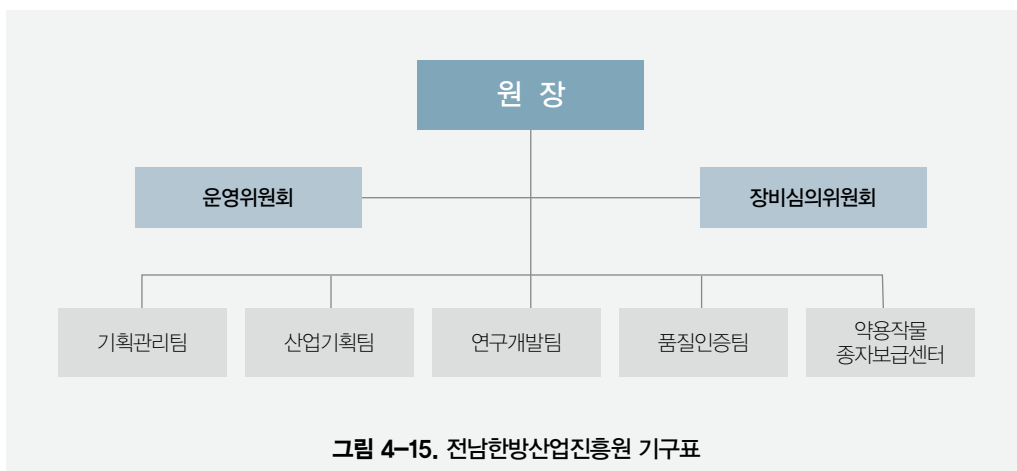 원 장
운영위원회
장비심의위원회
기획관리팀
산업기획팀
연구개발팀
품질인증팀
약용작물
종자보급센터
그림 4-15. 전남한방산업진흥원 기구표